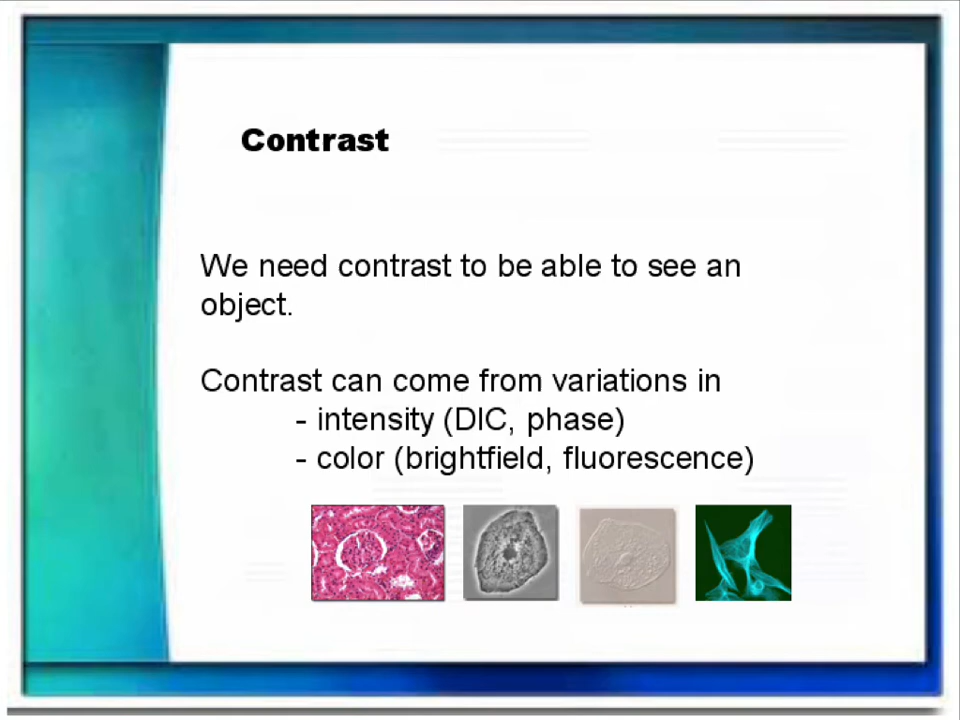 Contrast
We need contrast to be able to see an
object.
Contrast can come from variations in
- intensity (DIC, phase)
- color (brightfield, fluorescence)